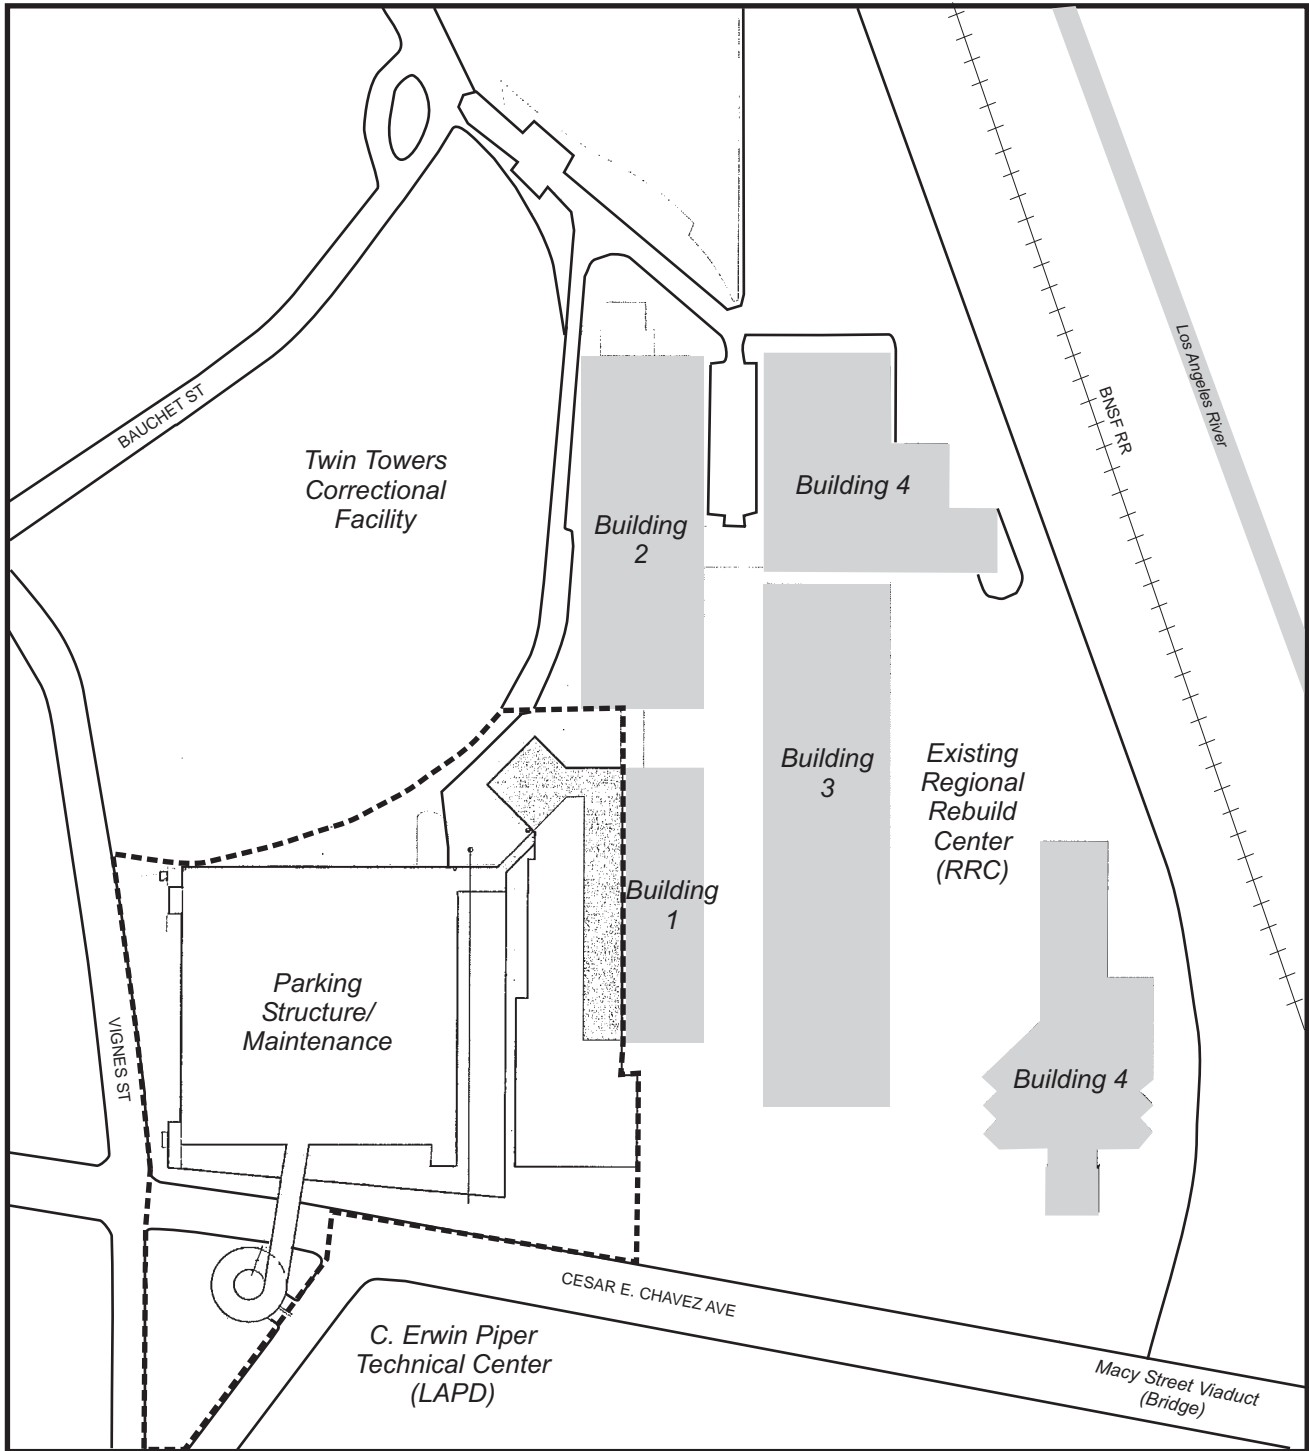 Los Angeles River
BNSF RR
BAUCHET ST
Twin Towers
Correctional
Facility
Building 4
Building
2
Building
3
Existing
Regional
Rebuild
Center
(RRC)
Building
1
Parking
Structure/
Maintenance
VIGNES ST
Building 4
CESAR E. CHAVEZ AVE
C. Erwin Piper
Technical Center
(LAPD)
Macy Street Viaduct
(Bridge)